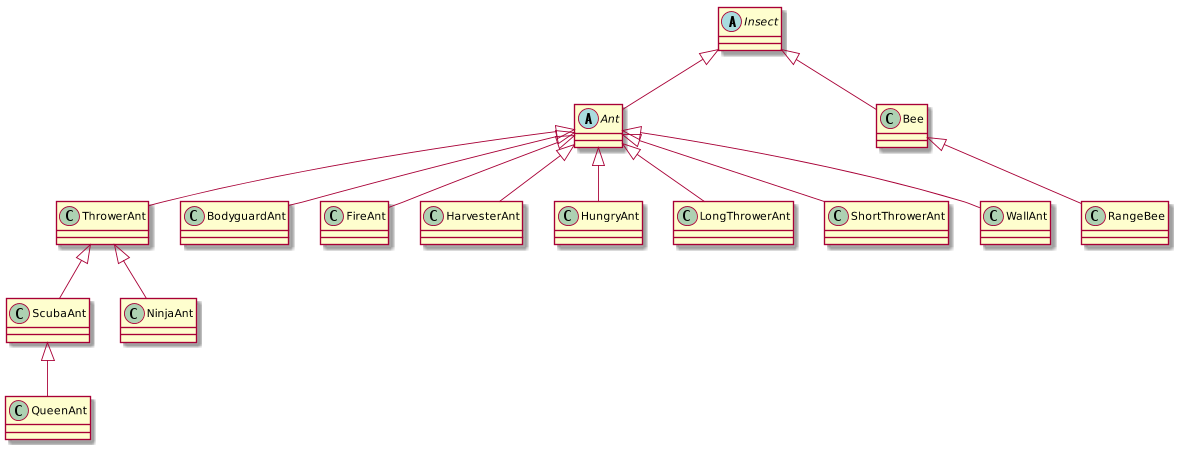 A Insect
A Ant
C Bee
C ThrowerAnt
C BodyguardAnt
C FireAnt
C HarvesterAnt
C HungryAnt
C LongThrowerAnt
C ShortThrowerAnt
C WallAnt
C RangeBee
C ScubaAnt
C NinjaAnt
C QueenAnt